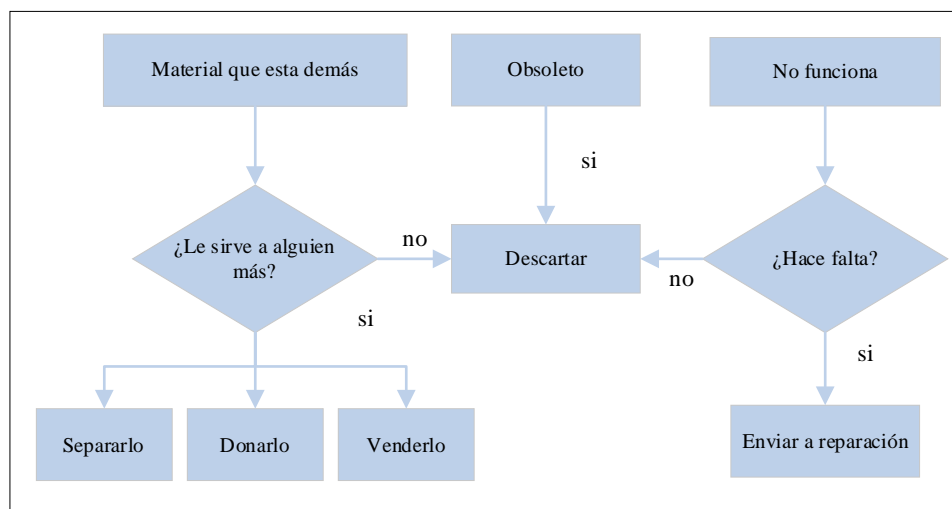 Material que esta demás
Obsoleto
No funciona
si
¿Le sirve a alguien
más?
no
Descartar
no
¿Hace falta?
si
si
Separarlo
Donarlo
Venderlo
Enviar a reparación